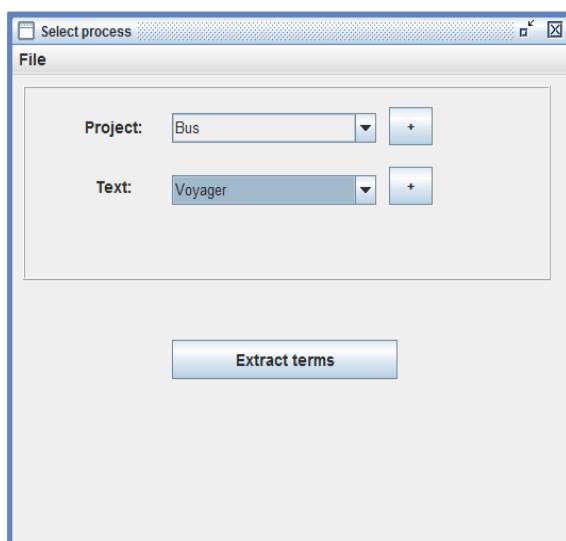 Select process
File
Project: Bus +
Text: Voyager +
Extract terms